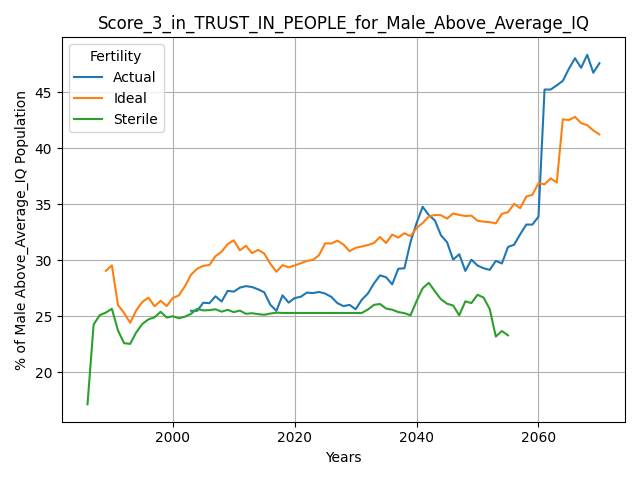 Score_3_in_TRUST_IN_PEOPLE_for_Male_Above_Average_IQ
Fertility
Actual
Ideal
Sterile
% of Male Above_Average_IQ Population
45
40
35
30
25
20
2000
2020
2040
2060
Years